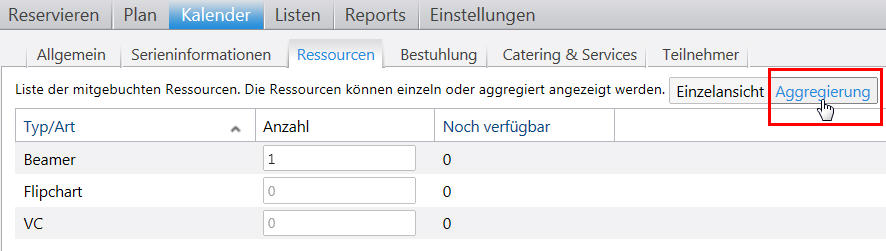 Reservieren Plan Kalender Listen Reports Einstellungen
Allgemein Serieninformationen Ressourcen Bestuhlung Catering & Services Teilnehmer
Liste der mitgebuchten Ressourcen. Die Ressourcen können einzeln oder aggregiert angezeigt werden. Einzelansicht Aggregierung
Typ/Art Anzahl Noch verfügbar
Beamer 1 0
Flipchart 0 0
VC 0 0